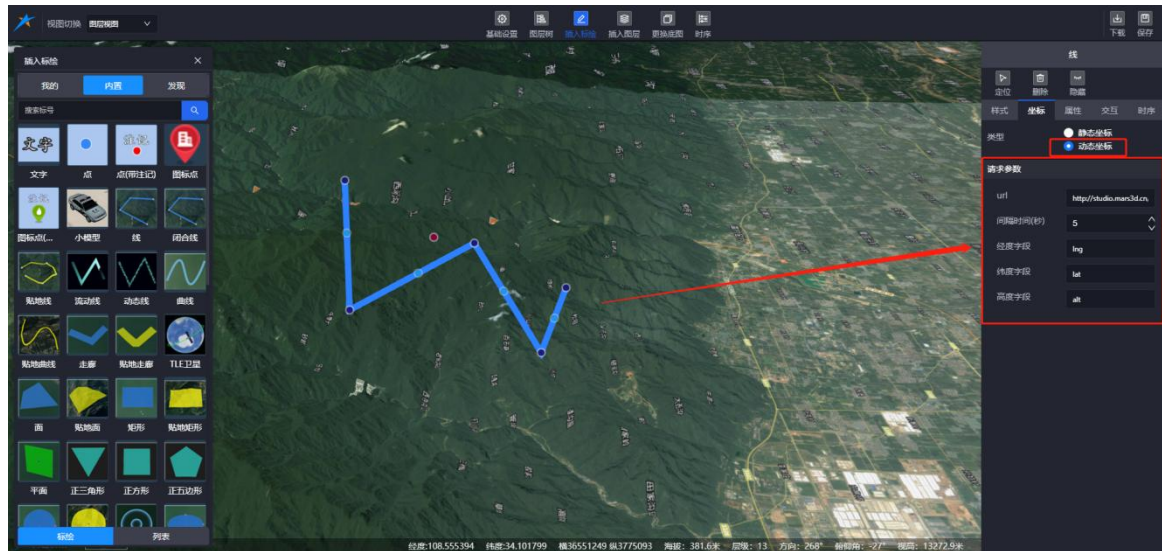 视图切换 图层视图
基础设置 图层树 插入标绘 插入图层 更换底图 时序
下载 保存
插入标绘
我的 内置 发现
搜索标号
文字 点 点(带注记) 图标点
图标点(... 小模型 线 闭合线
贴地线 流动线 动态线 曲线
贴地曲线 走廊 贴地走廊 TLE卫星
面 贴地面 矩形 贴地矩形
平面 正三角形 正方形 正五边形
标绘 列表
线
定位 删除 隐藏
样式 坐标 属性 交互 时序
类型
静态坐标
动态坐标
请求参数
url http://studio.mars3d.cn,
间隔时间(秒) 5
经度字段 lng
纬度字段 lat
高度字段 alt
经度:108.555394 纬度:34.101799 横36551249 纵3775093 海拔：381.6米 层级：13 方向：268° 俯仰角：-27° 视高：13272.9米